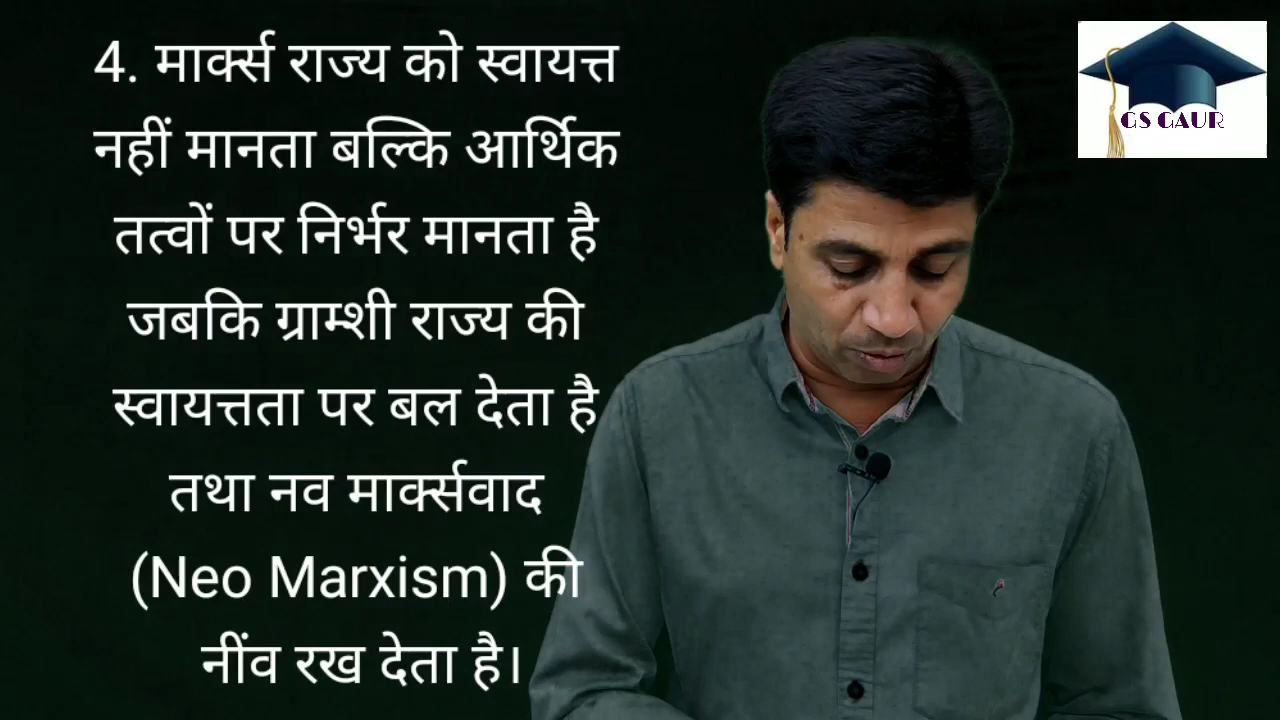 4. मार्क्स राज्य को स्वायत्त
नहीं मानता बल्कि आर्थिक
तत्वों पर निर्भर मानता है
जबकि ग्राम्शी राज्य की
स्वायत्तता पर बल देता है
तथा नव मार्क्सवाद
(Neo Marxism) की
नींव रख देता है।
GS GAUR